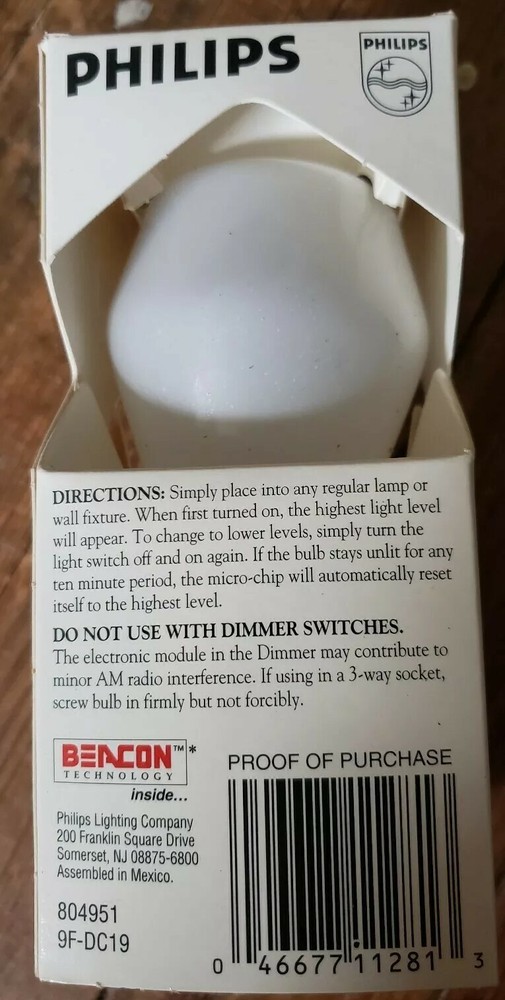 PHILIPS
PHILIPS
DIRECTIONS: Simply place into any regular lamp or
wall fixture. When first turned on, the highest light level
will appear. To change to lower levels, simply turn the
light switch off and on again. If the bulb stays unlit for any
ten minute period, the micro-chip will automatically reset
itself to the highest level.
DO NOT USE WITH DIMMER SWITCHES.
The electronic module in the Dimmer may contribute to
minor AM radio interference. If using in a 3-way socket,
screw bulb in firmly but not forcibly.
BEACON™*
TECHNOLOGY
inside...
Philips Lighting Company
200 Franklin Square Drive
Somerset, NJ 08875-6800
Assembled in Mexico.
804951
9F-DC19
PROOF OF PURCHASE
0 46677 11281 3